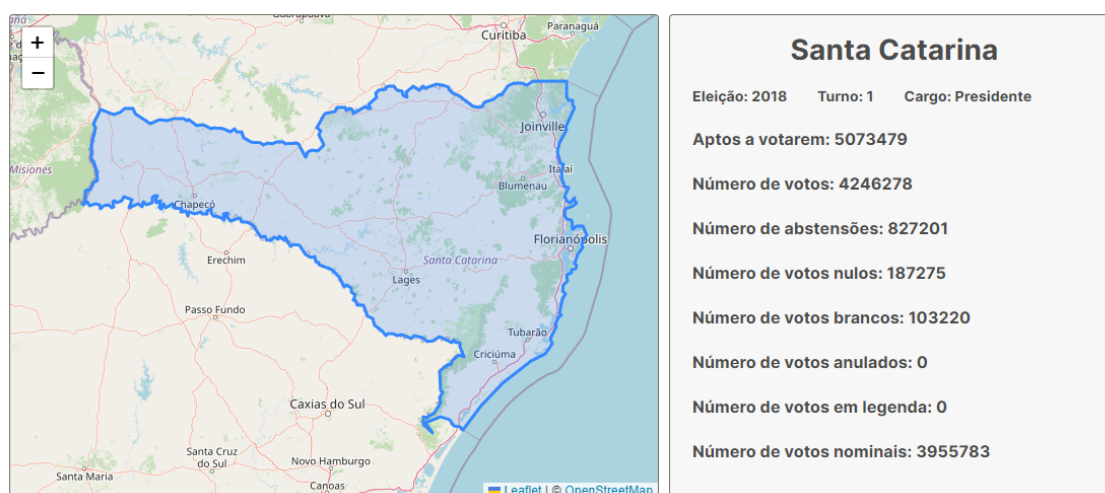 +
−
Curitiba
Paranaguá
Joinville
Misiones
Itajaí
Blumenau
Chapecó
Florianópolis
Erechim
Santa Catarina
Lages
Passo Fundo
Tubarão
Criciúma
Caxias do Sul
Santa Cruz
do Sul
Novo Hamburgo
Santa Maria
Canoas
Leaflet | © OpenStreetMap
Santa Catarina
Eleição: 2018 Turno: 1 Cargo: Presidente
Aptos a votarem: 5073479
Número de votos: 4246278
Número de abstensões: 827201
Número de votos nulos: 187275
Número de votos brancos: 103220
Número de votos anulados: 0
Número de votos em legenda: 0
Número de votos nominais: 3955783